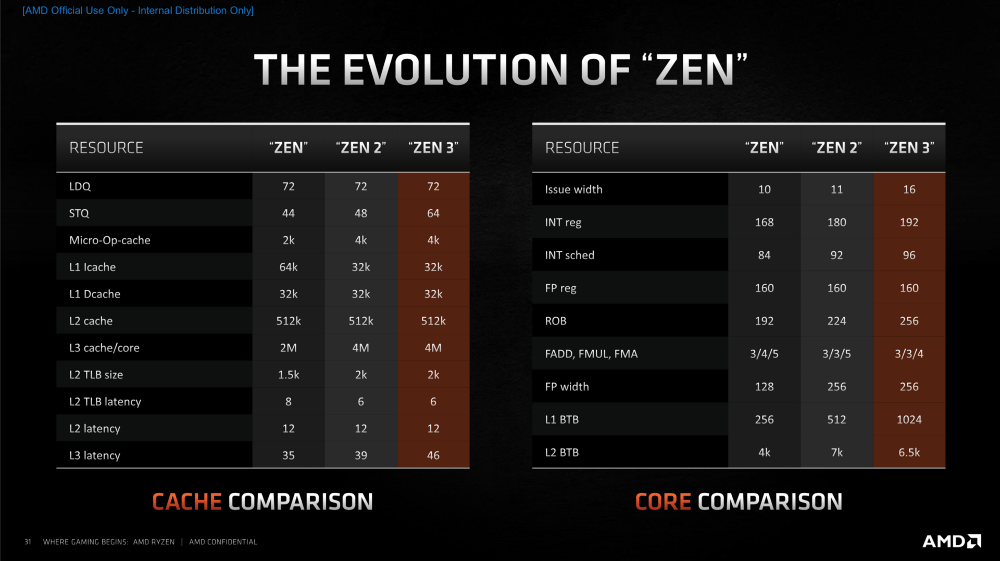 [AMD Official Use Only - Internal Distribution Only]
THE EVOLUTION OF “ZEN”
RESOURCE “ZEN” “ZEN 2” “ZEN 3”
LDQ 72 72 72
STQ 44 48 64
Micro-Op-cache 2k 4k 4k
L1 Icache 64k 32k 32k
L1 Dcache 32k 32k 32k
L2 cache 512k 512k 512k
L3 cache/core 2M 4M 4M
L2 TLB size 1.5k 2k 2k
L2 TLB latency 8 6 6
L2 latency 12 12 12
L3 latency 35 39 46
CACHE COMPARISON
RESOURCE “ZEN” “ZEN 2” “ZEN 3”
Issue width 10 11 16
INT reg 168 180 192
INT sched 84 92 96
FP reg 160 160 160
ROB 192 224 256
FADD, FMUL, FMA 3/4/5 3/3/5 3/3/4
FP width 128 256 256
L1 BTB 256 512 1024
L2 BTB 4k 7k 6.5k
CORE COMPARISON
31 WHERE GAMING BEGINS: AMD RYZEN | AMD CONFIDENTIAL
AMD